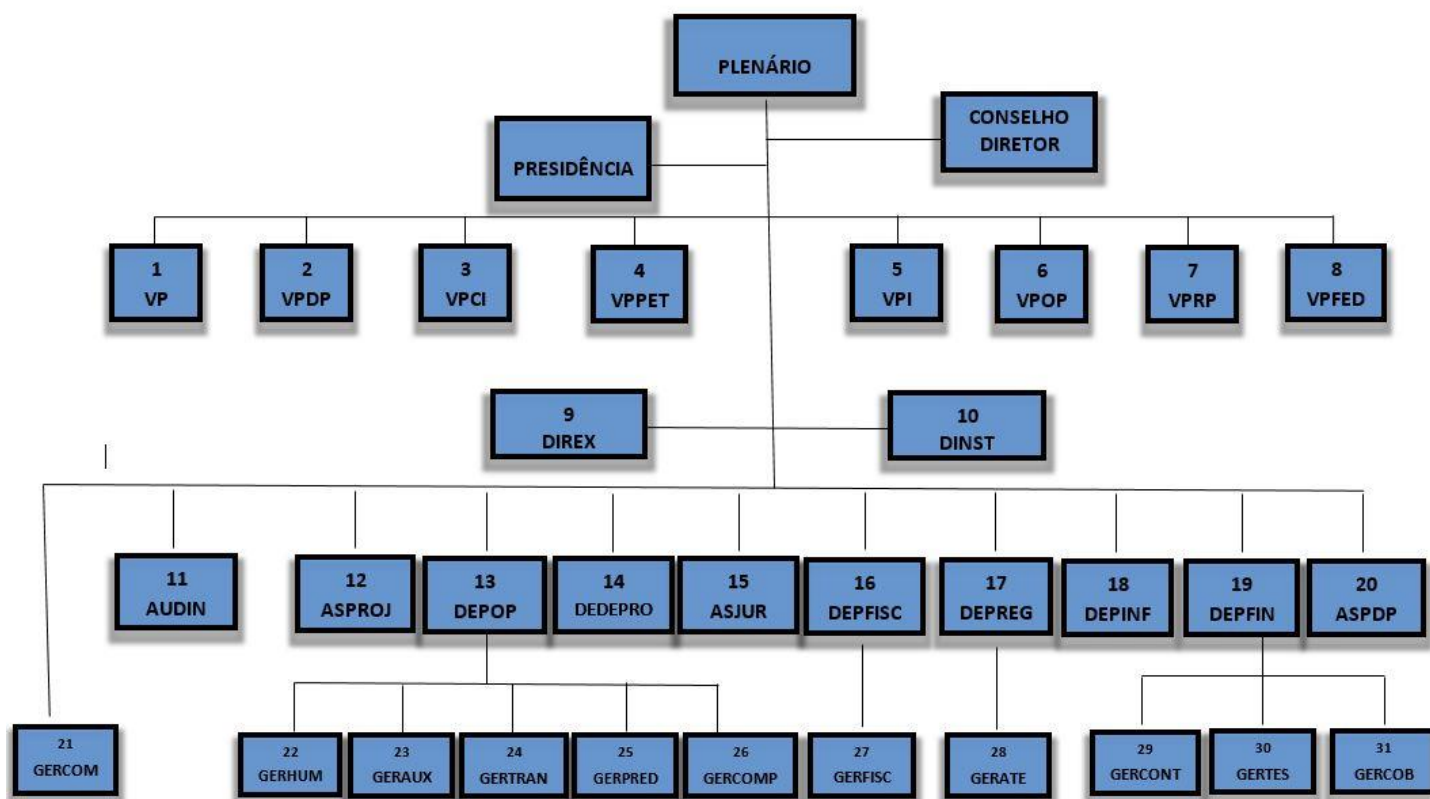 PLENÁRIO
CONSELHO
DIRETOR
PRESIDÊNCIA
1
VP
2
VPDP
3
VPCI
4
VPPET
5
VPI
6
VPOP
7
VPRP
8
VPFED
9
DIREX
10
DINST
11
AUDIN
12
ASPROJ
13
DEPOP
14
DEDEPRO
15
ASJUR
16
DEPFISC
17
DEPREG
18
DEPINF
19
DEPFIN
20
ASPDP
21
GERCOM
22
GERHUM
23
GERAUX
24
GERTRAN
25
GERPRED
26
GERCOMP
27
GERFISC
28
GERATE
29
GERCONT
30
GERTES
31
GERCOB